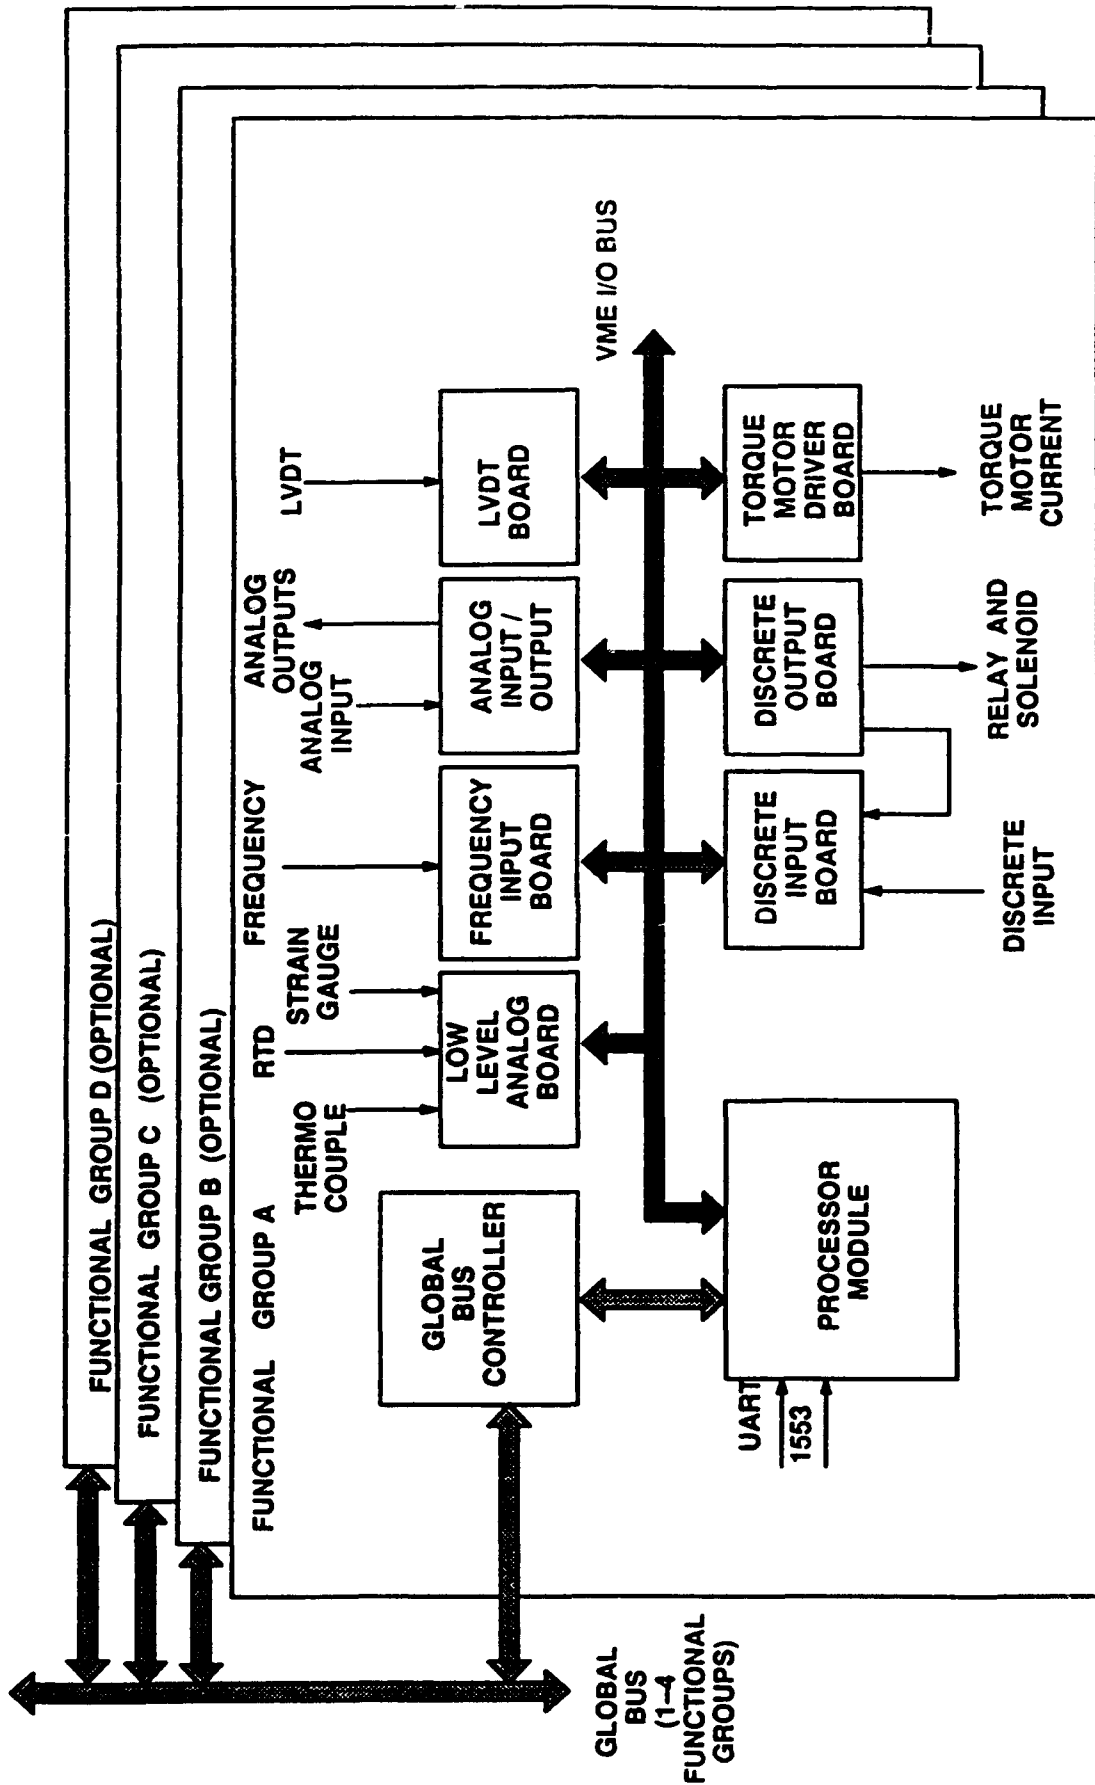 FUNCTIONAL GROUP D (OPTIONAL)
FUNCTIONAL GROUP C (OPTIONAL)
FUNCTIONAL GROUP B (OPTIONAL)
FUNCTIONAL GROUP A
THERMO
COUPLE
RTD
STRAIN
GAUGE
FREQUENCY
ANALOG
INPUT
ANALOG
OUTPUTS
LVDT
GLOBAL
BUS
CONTROLLER
LOW
LEVEL
ANALOG
BOARD
FREQUENCY
INPUT
BOARD
ANALOG
INPUT /
OUTPUT
LVDT
BOARD
VME I/O BUS
GLOBAL
BUS
(1–4
FUNCTIONAL
GROUPS)
UART
1553
PROCESSOR
MODULE
DISCRETE
INPUT
BOARD
DISCRETE
OUTPUT
BOARD
TORQUE
MOTOR
DRIVER
BOARD
DISCRETE
INPUT
RELAY AND
SOLENOID
TORQUE
MOTOR
CURRENT